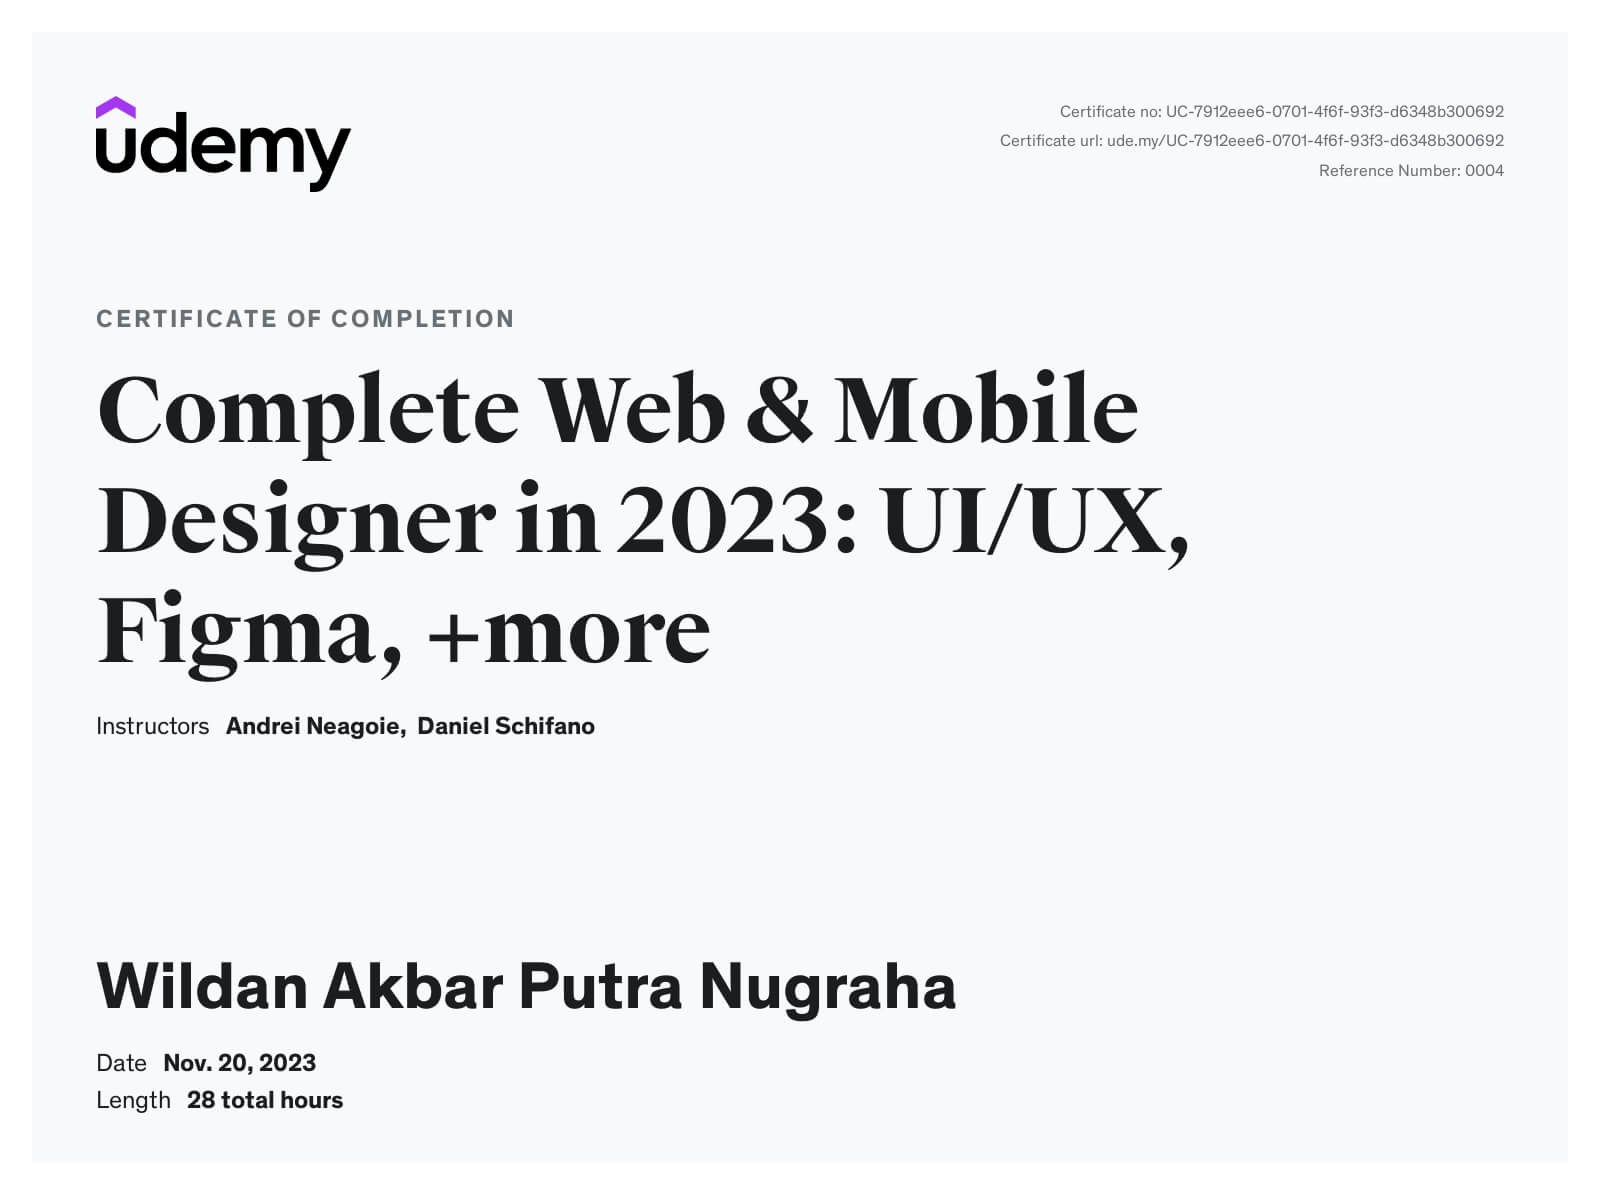 udemy
Certificate no: UC-7912eee6-0701-4f6f-93f3-d6348b300692
Certificate url: ude.my/UC-7912eee6-0701-4f6f-93f3-d6348b300692
Reference Number: 0004
CERTIFICATE OF COMPLETION
Complete Web & Mobile
Designer in 2023: UI/UX,
Figma, +more
Instructors Andrei Neagoie, Daniel Schifano
Wildan Akbar Putra Nugraha
Date Nov. 20, 2023
Length 28 total hours